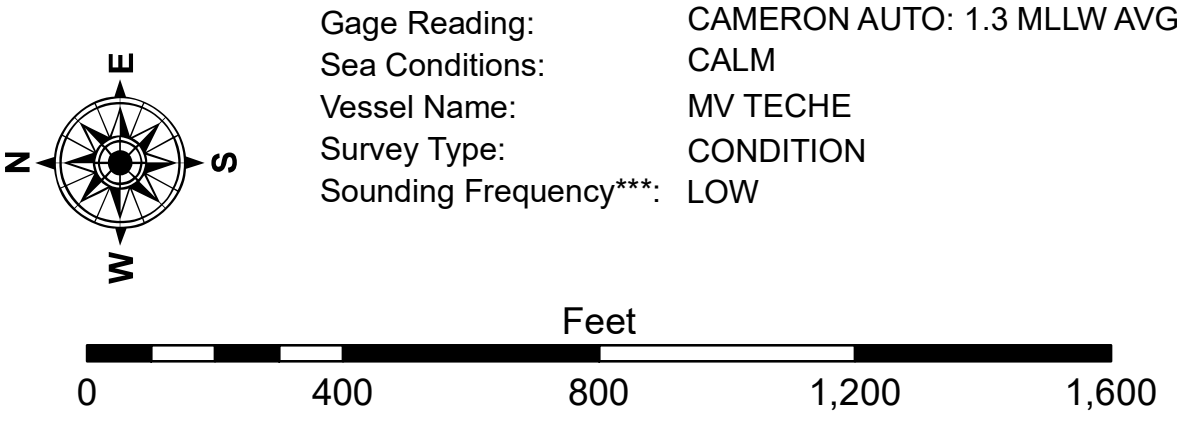 Gage Reading: CAMERON AUTO: 1.3 MLLW AVG
Sea Conditions: CALM
Vessel Name: MV TECHE
Survey Type: CONDITION
Sounding Frequency***: LOW
E
N
S
W
Feet
0 400 800 1,200 1,600